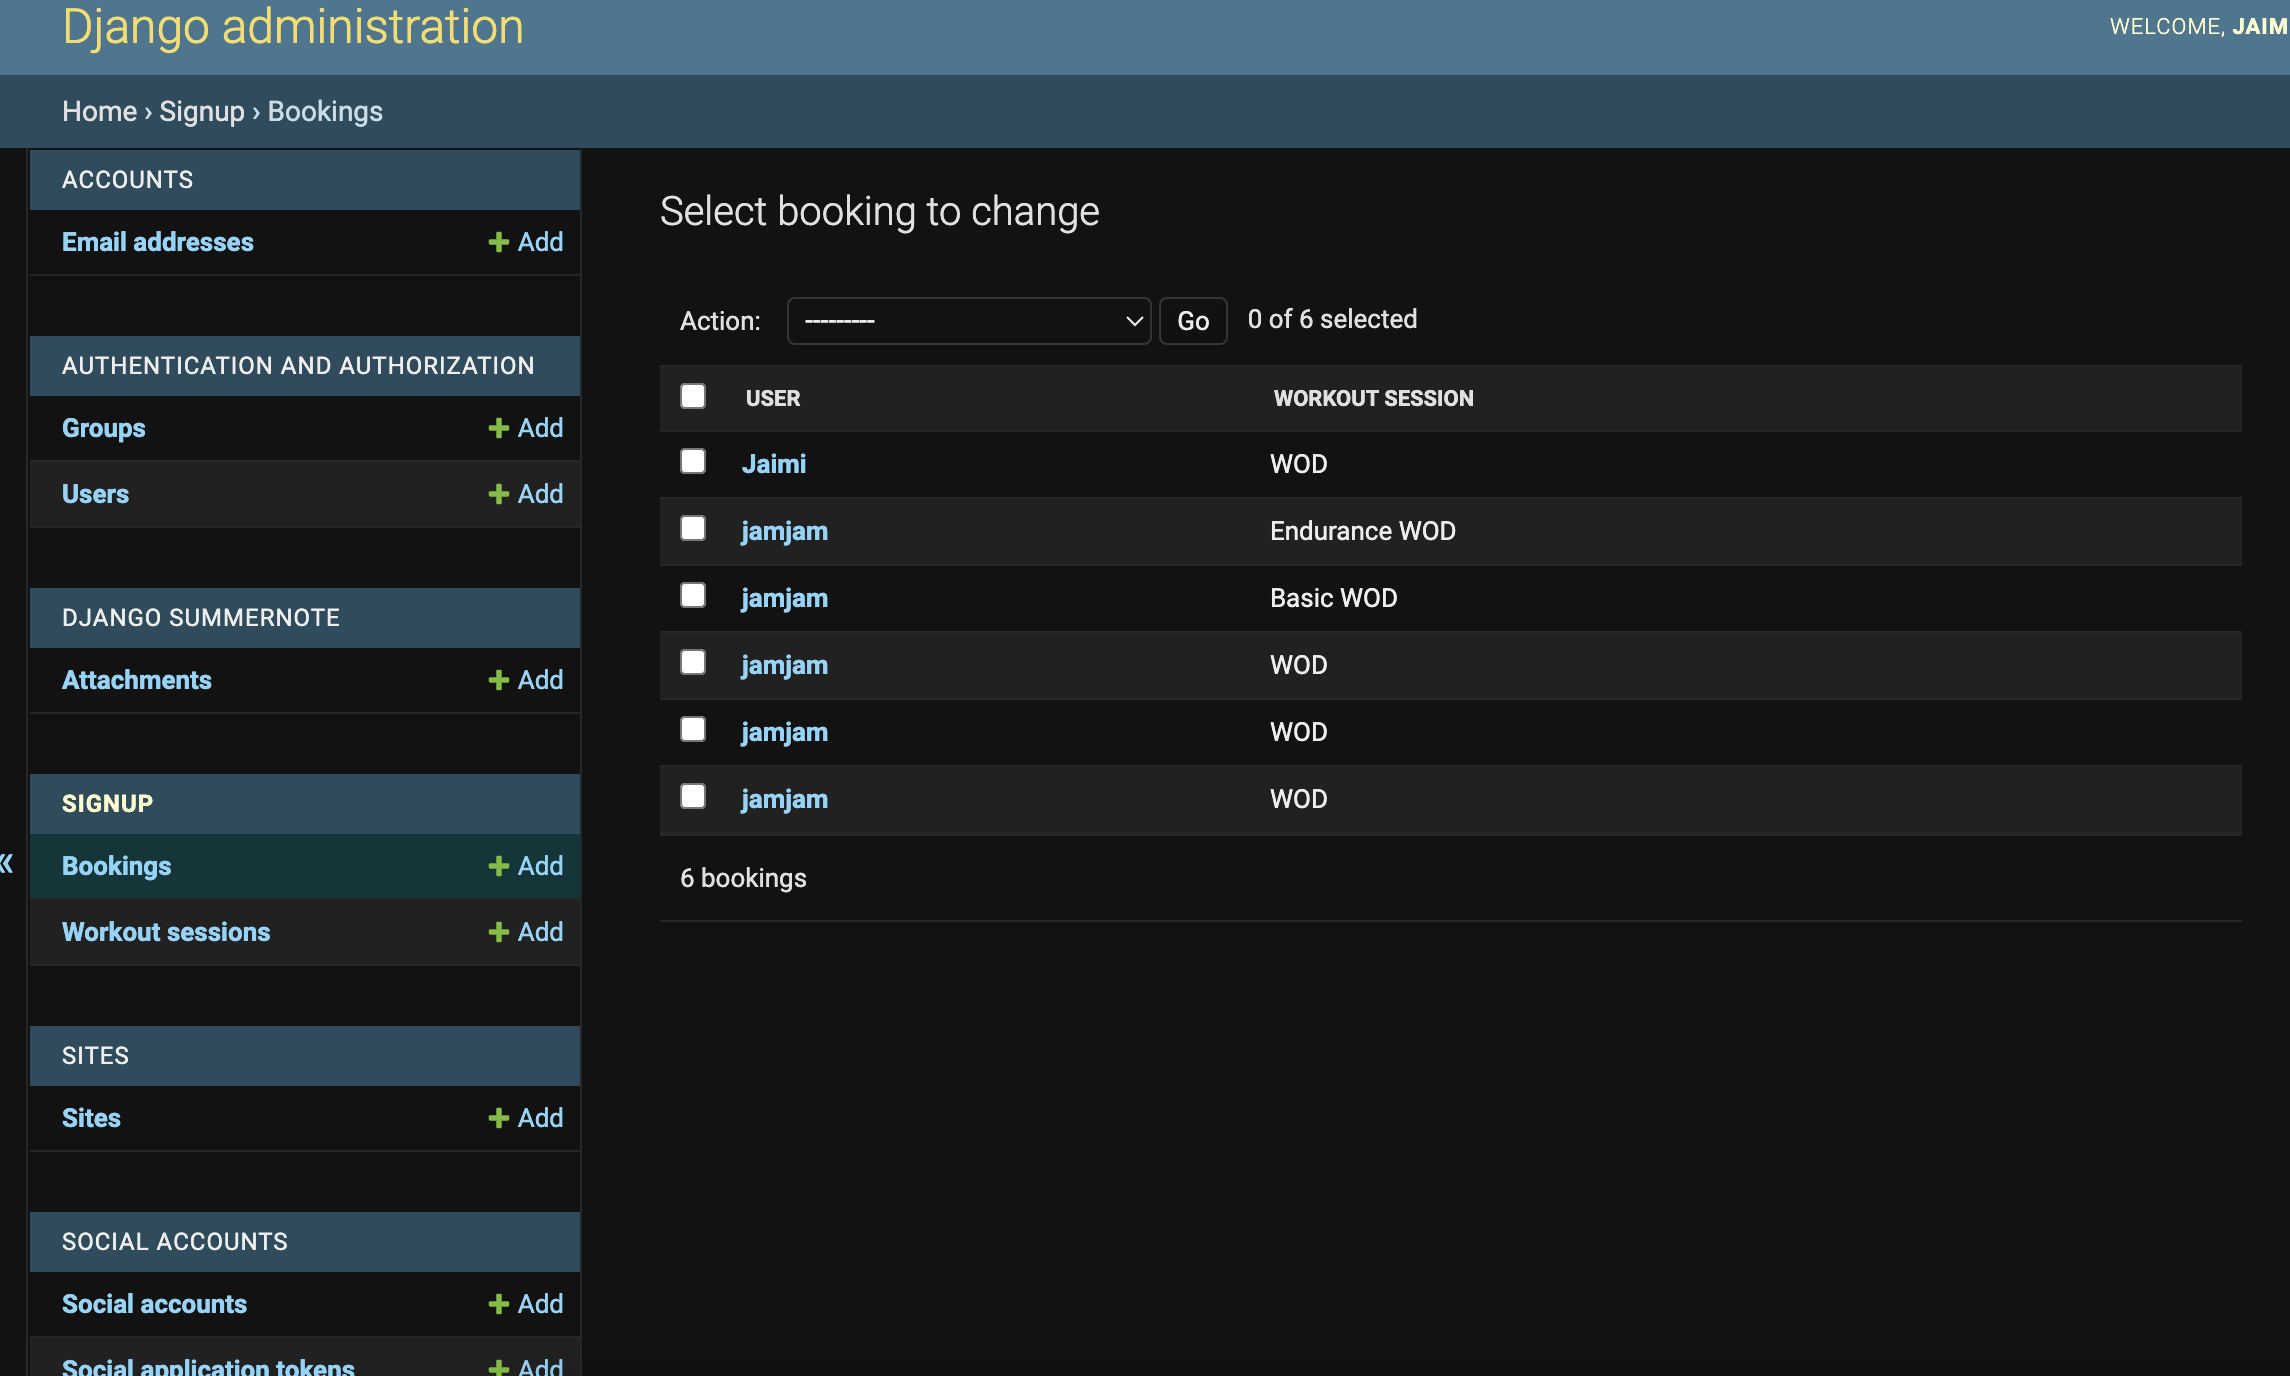 Django administration
WELCOME, JAIM
Home › Signup › Bookings
ACCOUNTS
Email addresses + Add
AUTHENTICATION AND AUTHORIZATION
Groups + Add
Users + Add
DJANGO SUMMERNOTE
Attachments + Add
SIGNUP
Bookings + Add
Workout sessions + Add
SITES
Sites + Add
SOCIAL ACCOUNTS
Social accounts + Add
Social application tokens + Add
«
Select booking to change
Action: --------- Go 0 of 6 selected
USER WORKOUT SESSION
Jaimi WOD
jamjam Endurance WOD
jamjam Basic WOD
jamjam WOD
jamjam WOD
jamjam WOD
6 bookings